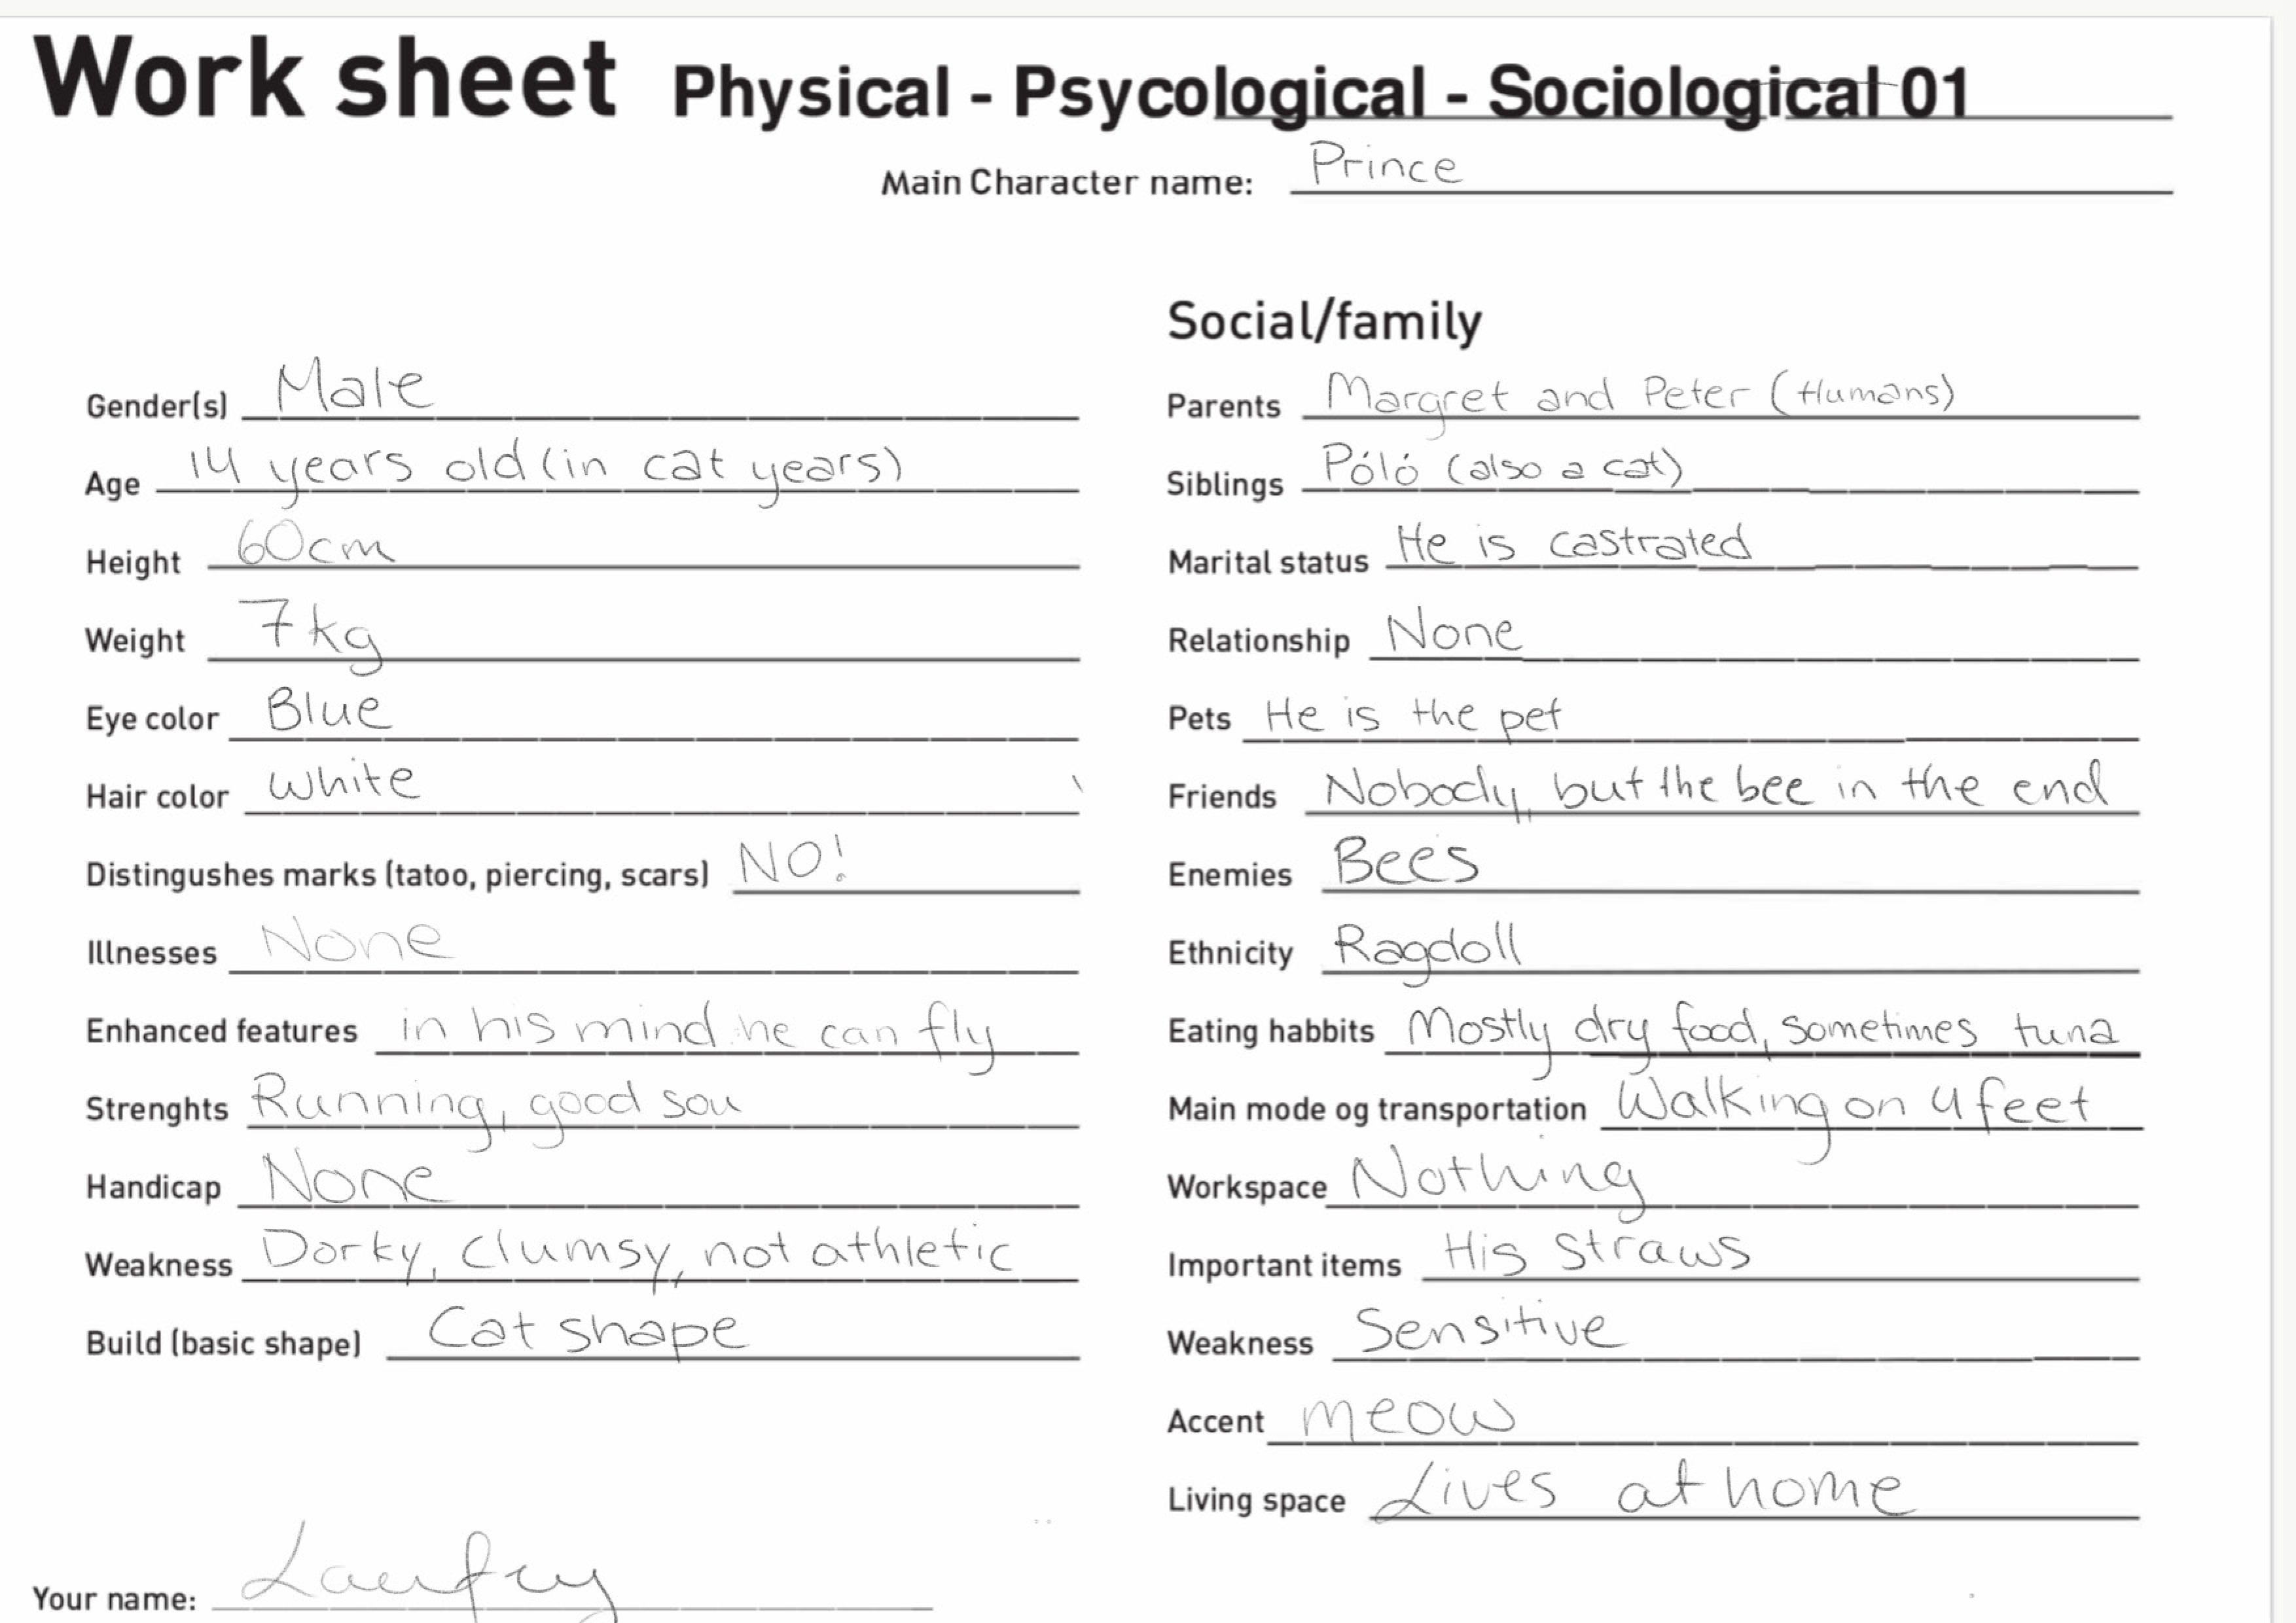 Work sheet Physical - Psycological - Sociological 01
Main Character name: Prince
Gender(s) Male
Age 14 years old (in cat years)
Height 60cm
Weight 7kg
Eye color Blue
Hair color white
Distingushes marks (tatoo, piercing, scars) NO!
Illnesses None
Enhanced features in his mind he can fly
Strenghts Running, good sou
Handicap None
Weakness Dorky, Clumsy, not athletic
Build (basic shape) Cat shape
Social/family
Parents Margret and Peter (Humans)
Siblings Póló (also a cat)
Marital status He is castrated
Relationship None
Pets He is the pet
Friends Nobody, but the bee in the end
Enemies Bees
Ethnicity Ragdoll
Eating habbits Mostly dry food, sometimes tuna
Main mode og transportation Walking on 4 feet
Workspace Nothing
Important items His straws
Weakness Sensitive
Accent meow
Living space Lives at home
Your name: